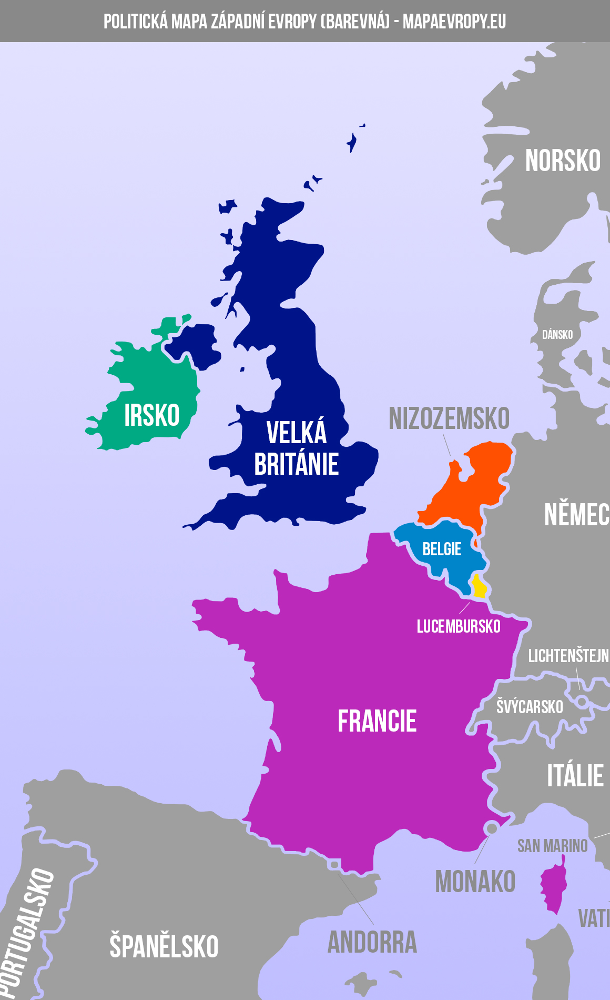 POLITICKÁ MAPA ZÁPADNÍ EVROPY (BAREVNÁ) - MAPAEVROPY.EU
NORSKO
DÁNSKO
IRSKO
NIZOZEMSKO
VELKÁ
BRITÁNIE
NĚMEC
BELGIE
LUCEMBURSKO
LICHTENŠTEJN
ŠVÝCARSKO
FRANCIE
ITÁLIE
SAN MARINO
MONAKO
PORTUGALSKO
VATI
ŠPANĚLSKO
ANDORRA